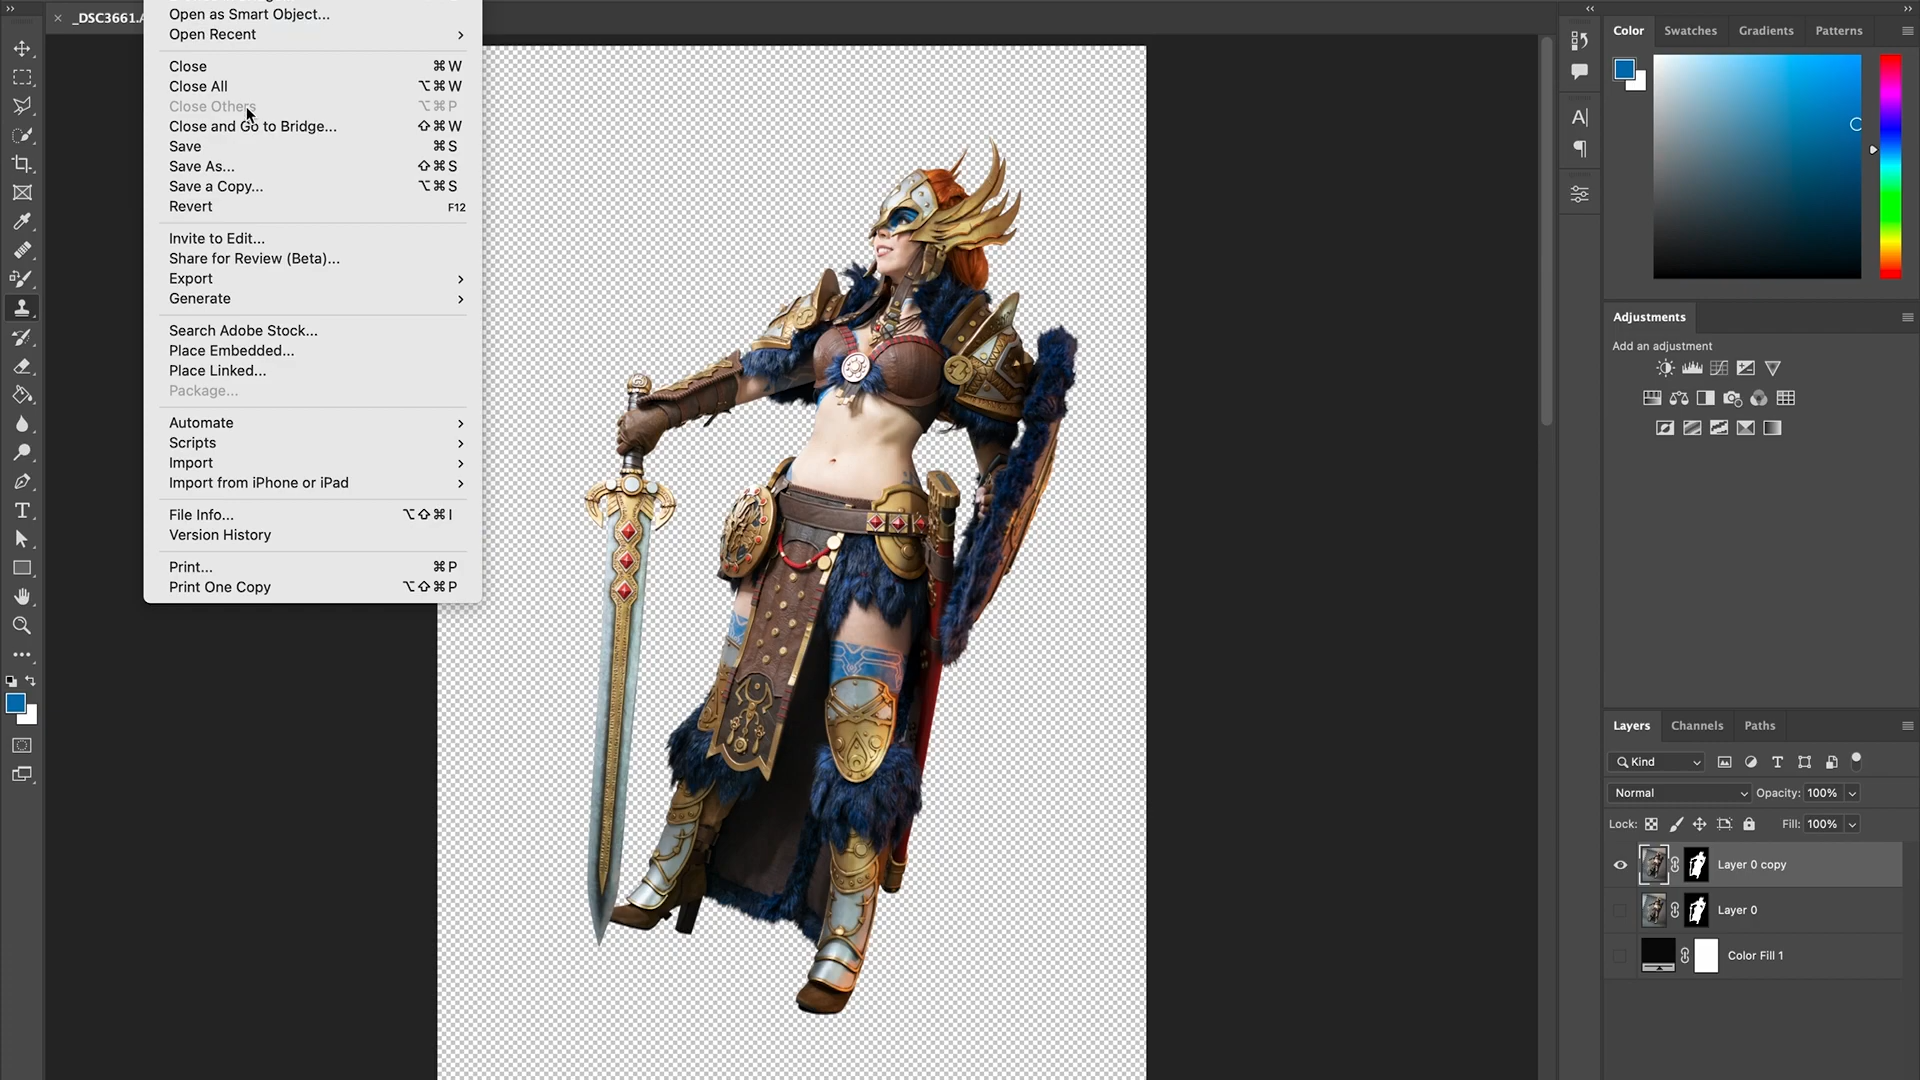 _DSC3661.A
Open as Smart Object...
Open Recent
Close ⌘W
Close All ⌥⌘W
Close Others ⌥⌘P
Close and Go to Bridge... ⇧⌘W
Save ⌘S
Save As... ⇧⌘S
Save a Copy... ⌥⌘S
Revert F12
Invite to Edit...
Share for Review (Beta)...
Export
Generate
Search Adobe Stock...
Place Embedded...
Place Linked...
Package...
Automate
Scripts
Import
Import from iPhone or iPad
File Info... ⌥⇧⌘I
Version History
Print... ⌘P
Print One Copy ⌥⇧⌘P
Color Swatches Gradients Patterns
Adjustments
Add an adjustment
Layers Channels Paths
Kind
Normal Opacity: 100%
Lock: Fill: 100%
Layer 0 copy
Layer 0
Color Fill 1